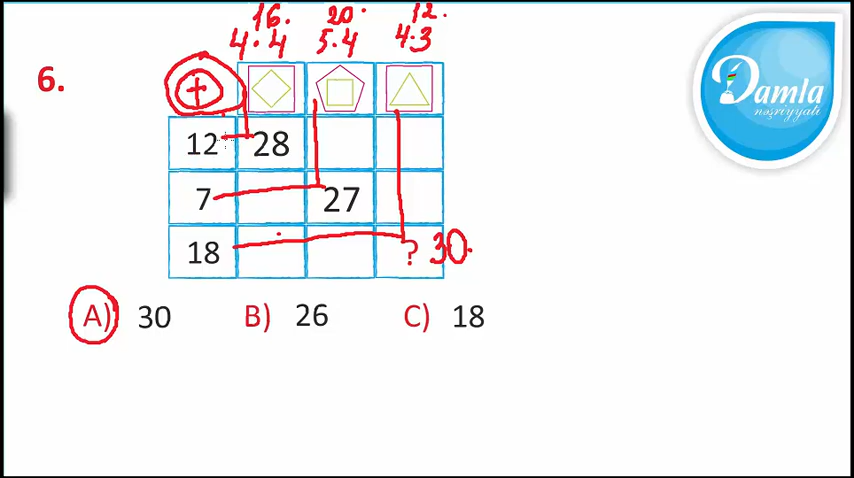 16. 20. 12.
4·4 5·4 4·3
6.
+
12 28
7 27
18 ? 30.
A) 30 B) 26 C) 18
Damla
nəşriyyatı